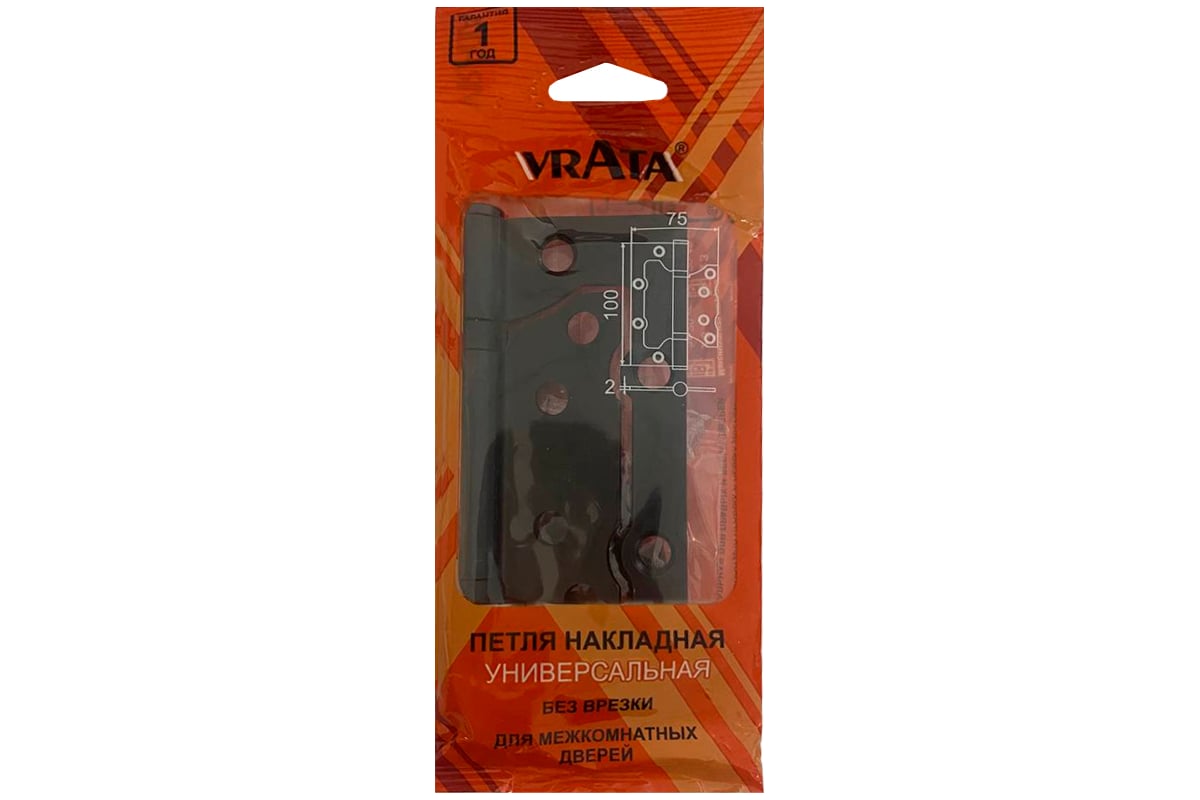 ГАРАНТИЯ
1
ГОД
VRATA®
75
100
2
ПЕТЛЯ НАКЛАДНАЯ
УНИВЕРСАЛЬНАЯ
БЕЗ ВРЕЗКИ
ДЛЯ МЕЖКОМНАТНЫХ
ДВЕРЕЙ